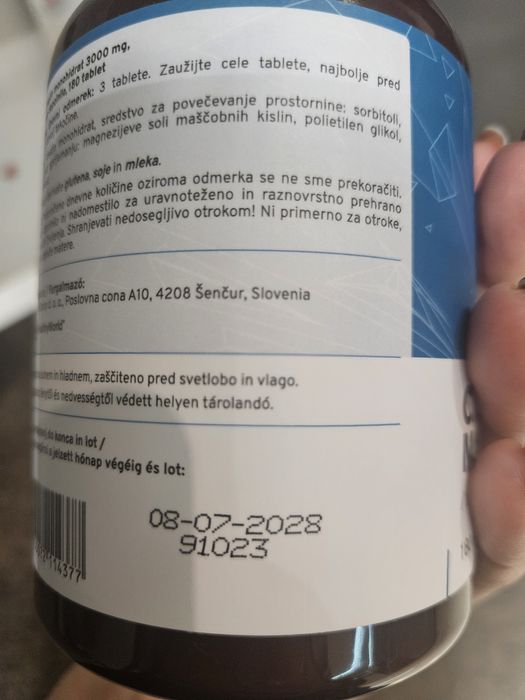 monohidrat 3000 mg,
180 tablet
odmerek: 3 tablete. Zaužijte cele tablete, najbolje pred
monohidrat, sredstvo za povečevanje prostornine: sorbitoli,
magnezijeve soli maščobnih kislin, polietilen glikol,
glutena, soje in mleka.
dnevne količine oziroma odmerka se ne sme prekoračiti.
ni nadomestilo za uravnoteženo in raznovrstno prehrano
Shranjevati nedosegljivo otrokom! Ni primerno za otroke,
matere.
Forgalmazó:
d.o.o., Poslovna cona A10, 4208 Šenčur, Slovenia
in hladnem, zaščiteno pred svetlobo in vlago.
és nedvességtől védett helyen tárolandó.
do konca in lot /
a jelzett hónap végéig és lot:
08-07-2028
91023
114377